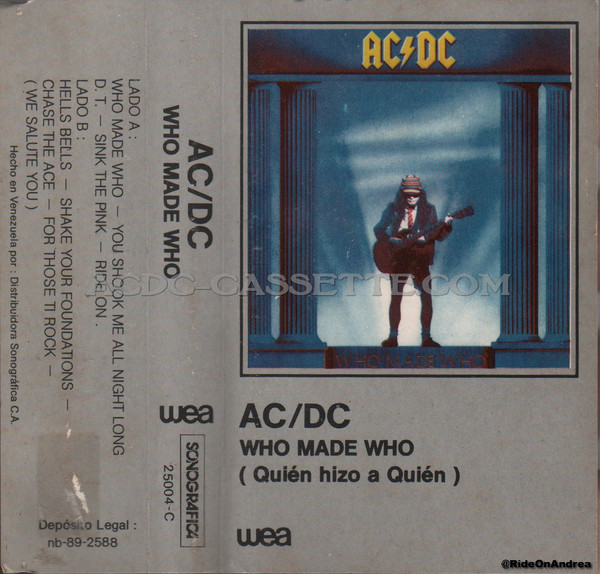 LADO A :
WHO MADE WHO — YOU SHOOK ME ALL NIGHT LONG
D. T. — SINK THE PINK — RIDE ON .
LADO B :
HELLS BELLS — SHAKE YOUR FOUNDATIONS —
CHASE THE ACE — FOR THOSE TI ROCK —
( WE SALUTE YOU )
Hecho en Venezuela por : Distribuidora Sonográfica C.A.
Depósito Legal :
nb-89-2588
AC/DC
WHO MADE WHO
wea
SONOGRAFICA
25004-C
AC DC
WHO MADE WHO
AC/DC
WHO MADE WHO
( Quién hizo a Quién )
wea
ACDC-CASSETTE.COM
@RideOnAndrea